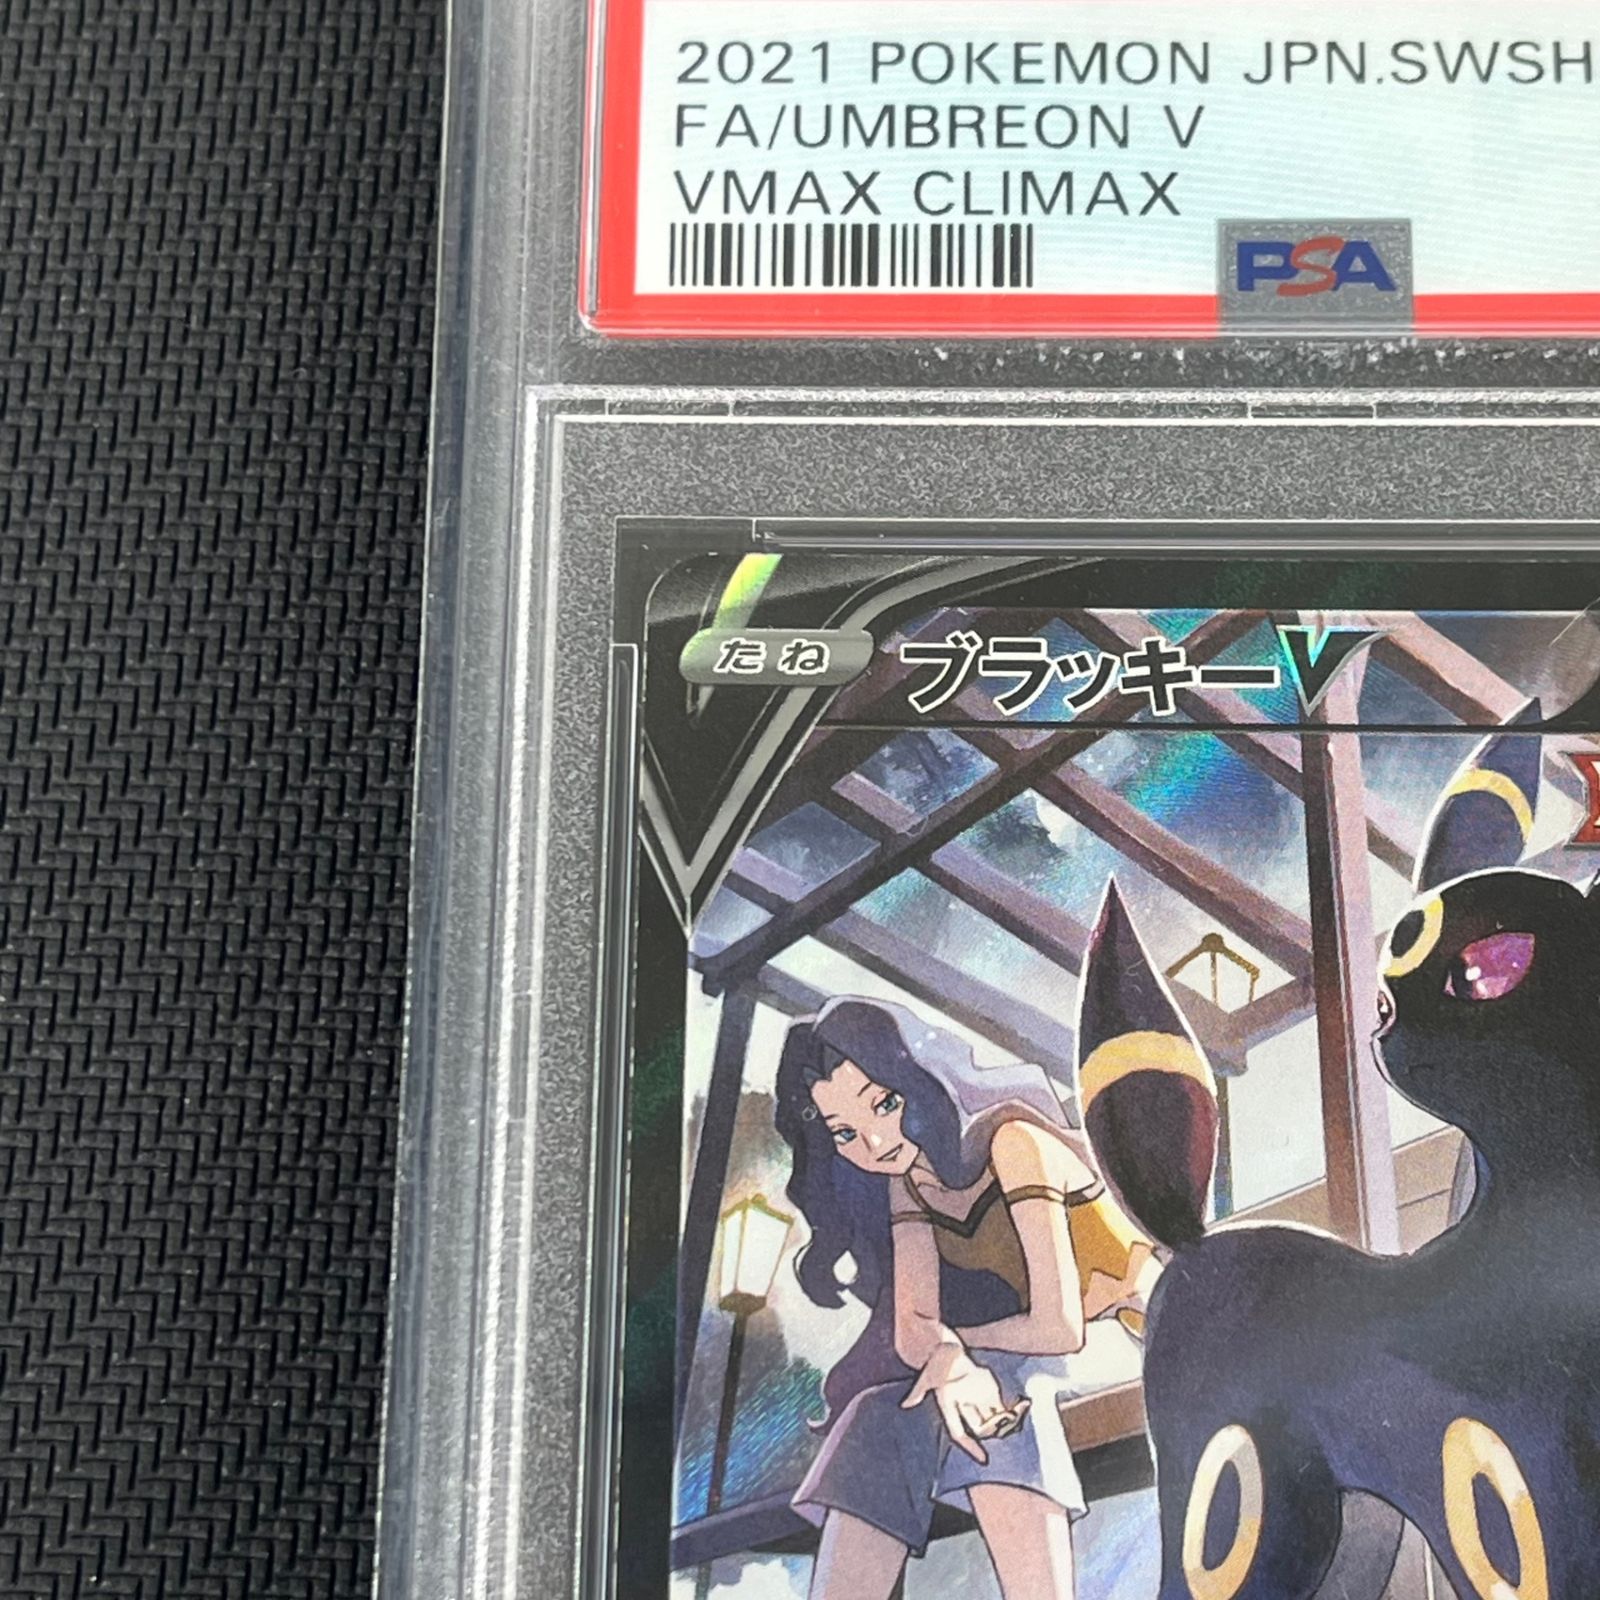 2021 POKEMON JPN.SWSH
FA/UMBREON V
VMAX CLIMAX
PSA
たね ブラッキーV